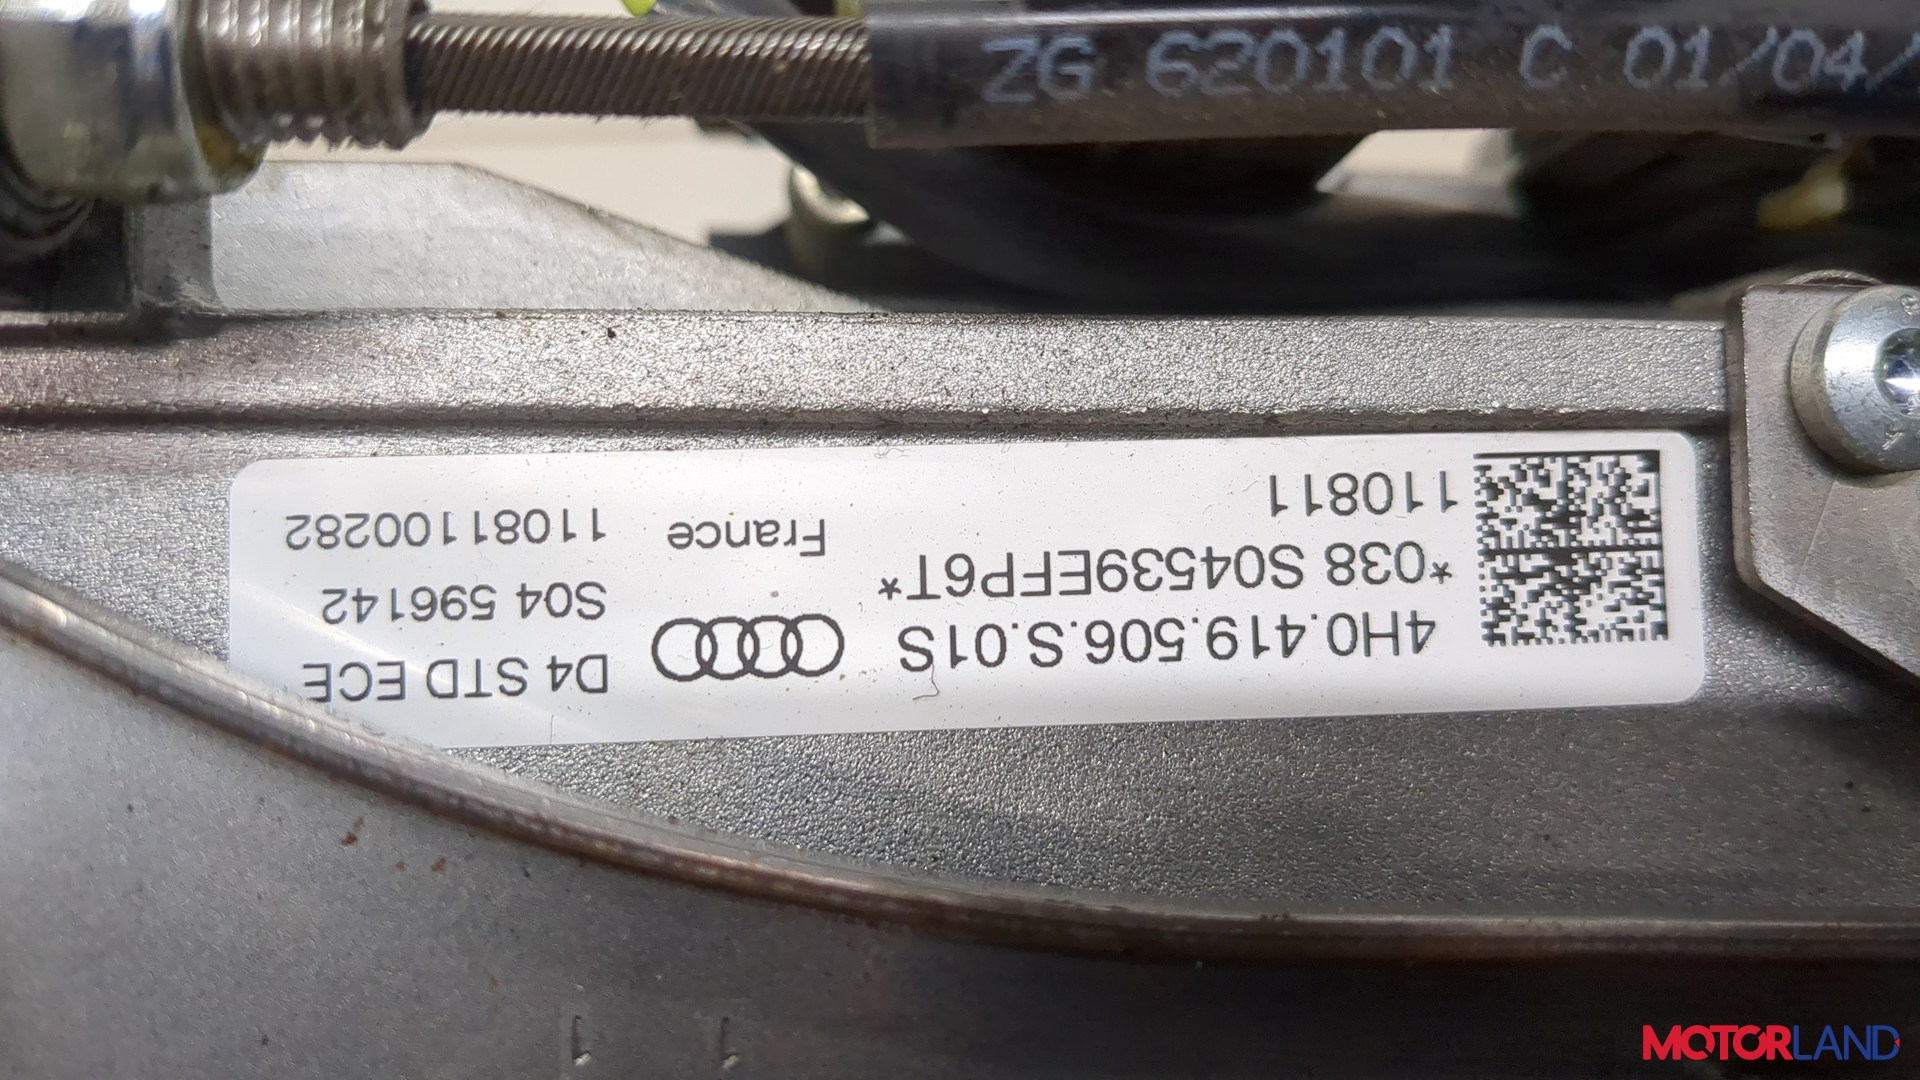 ZG 620101 C 01/04/
4H0.419.506.S.01S
*038 S04539EFP6T*
110811
France
D4 STD ECE
S04 596142
11081100282
MOTORLAND